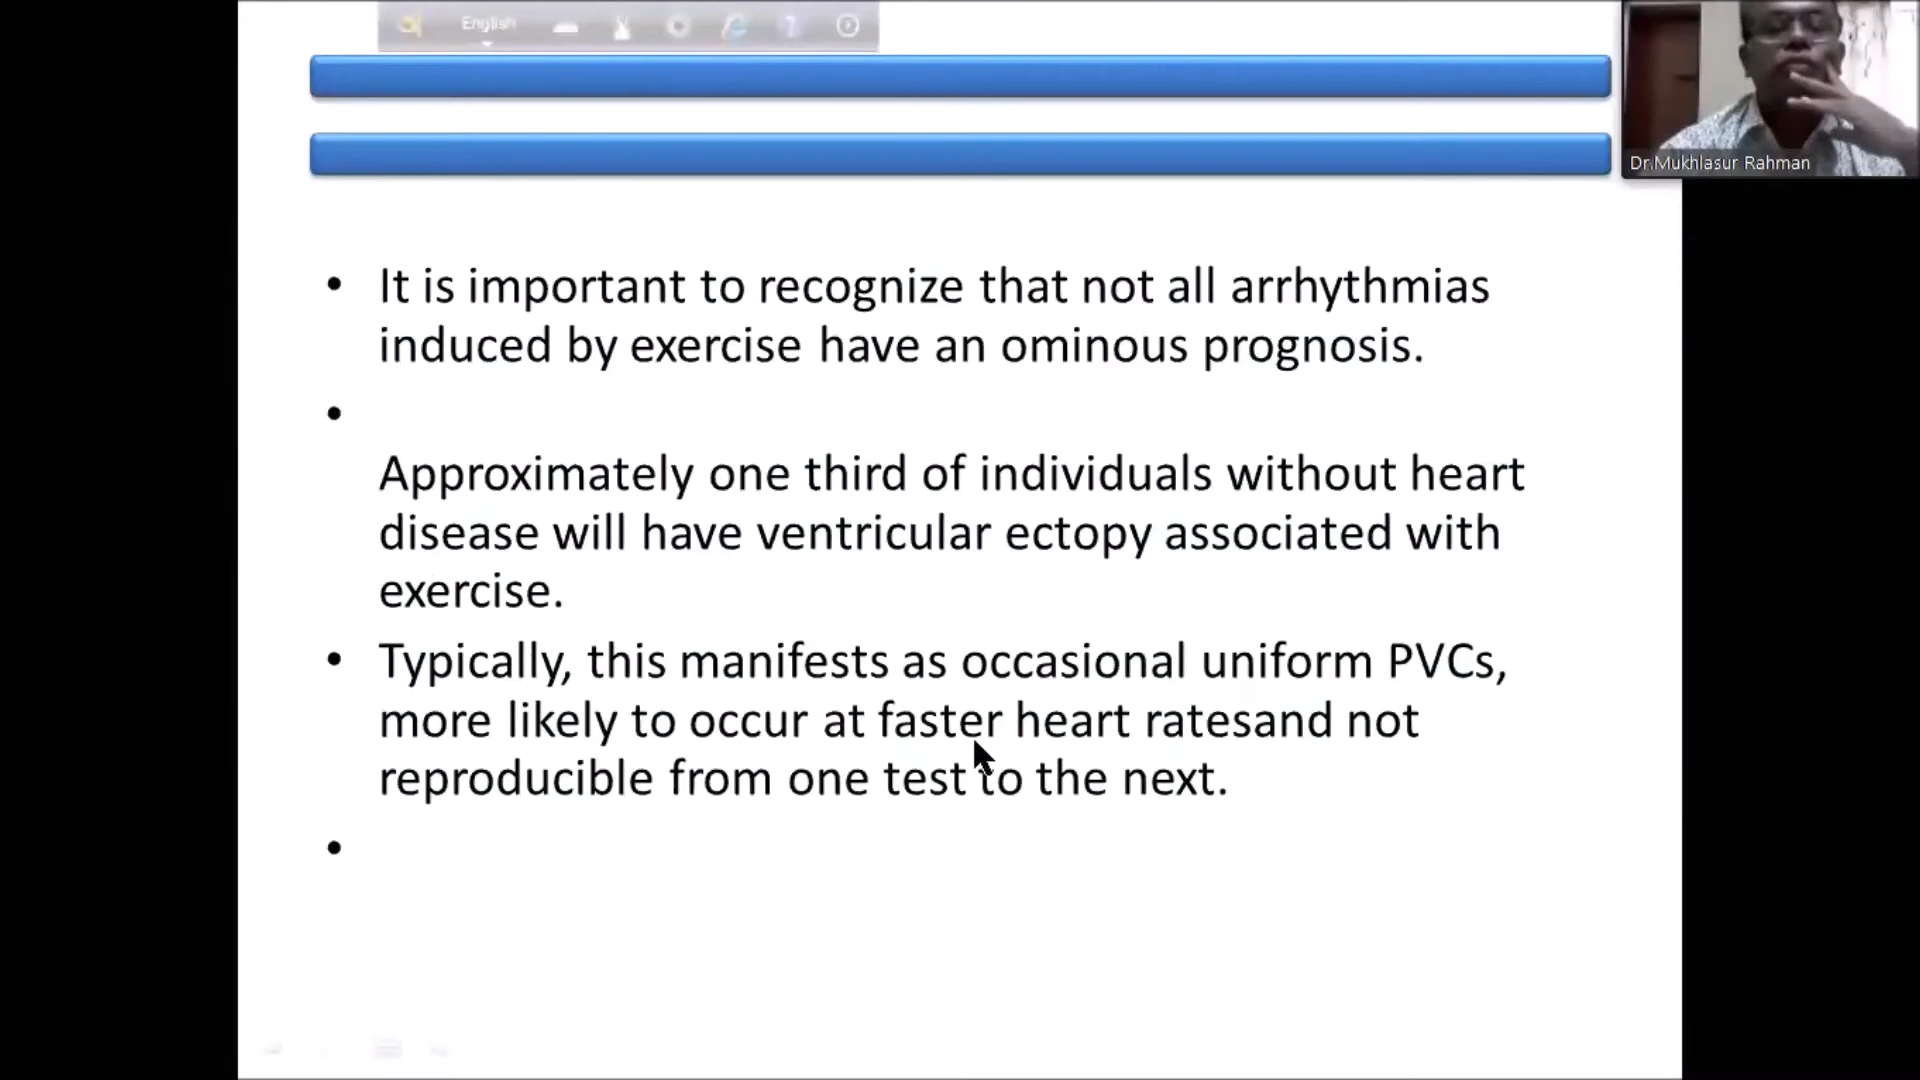 English
Dr.Mukhlasur Rahman
• It is important to recognize that not all arrhythmias
induced by exercise have an ominous prognosis.
•
Approximately one third of individuals without heart
disease will have ventricular ectopy associated with
exercise.
• Typically, this manifests as occasional uniform PVCs,
more likely to occur at faster heart ratesand not
reproducible from one test to the next.
•